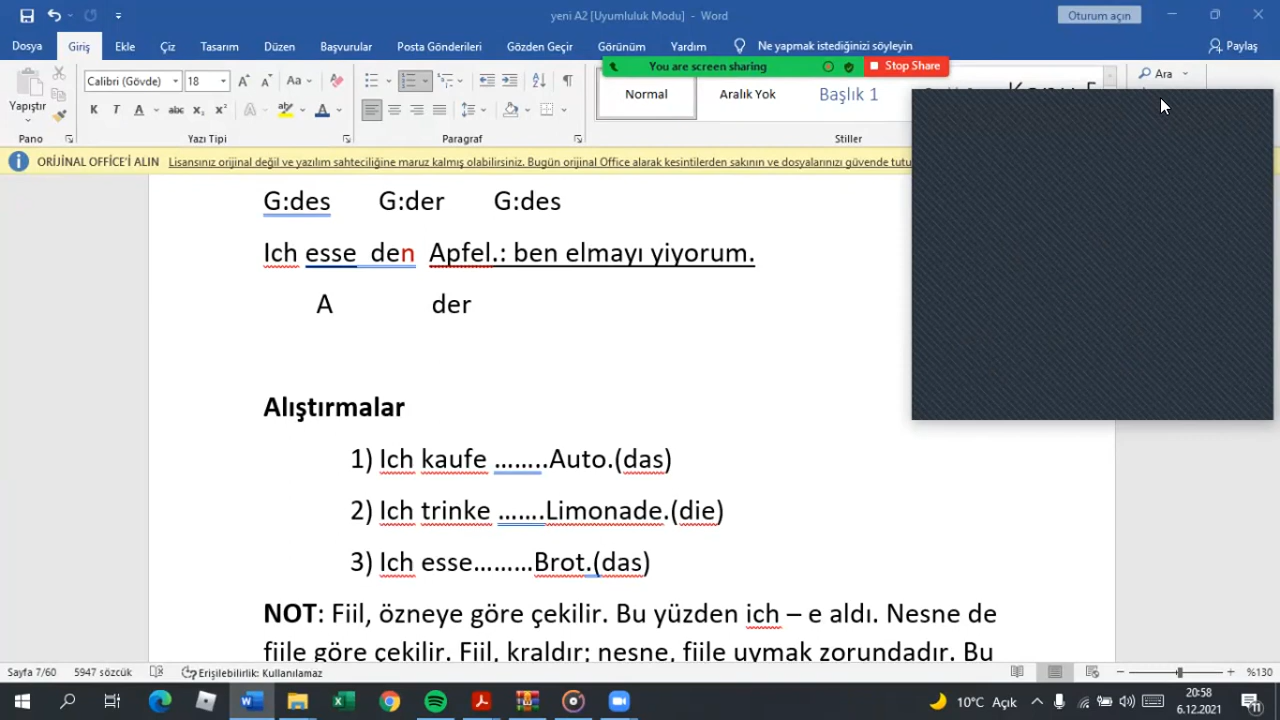 yeni A2 [Uyumluluk Modu] - Word
Oturum açın
Dosya Giriş Ekle Çiz Tasarım Düzen Başvurular Posta Gönderileri Gözden Geçir Görünüm Yardım Ne yapmak istediğinizi söyleyin Paylaş
You are screen sharing Stop Share
Yapıştır
Calibri (Gövde) 18
Aa
K T A abc x₂ x² A A
Normal Aralık Yok Başlık 1
Ara
Pano Yazı Tipi Paragraf Stiller
ORİJİNAL OFFICE'İ ALIN Lisansınız orijinal değil ve yazılım sahteciliğine maruz kalmış olabilirsiniz. Bugün orijinal Office alarak kesintilerden sakının ve dosyalarınızı güvende tutu
G:des G:der G:des
Ich esse den Apfel.: ben elmayı yiyorum.
A der
Alıştırmalar
1) Ich kaufe ........Auto.(das)
2) Ich trinke .......Limonade.(die)
3) Ich esse.........Brot.(das)
NOT: Fiil, özneye göre çekilir. Bu yüzden ich – e aldı. Nesne de
fiile göre çekilir. Fiil, kraldır; nesne, fiile uymak zorundadır. Bu
Sayfa 7/60 5947 sözcük Erişilebilirlik: Kullanılamaz %130
10°C Açık
20:58
6.12.2021
11